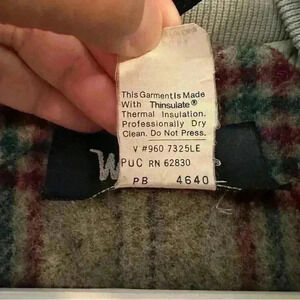 This Garment Is Made
With Thinsulate®
Thermal Insulation.
Professionally Dry
Clean. Do Not Press.
V #960 7325LE
PUC RN 62830
PB 4640